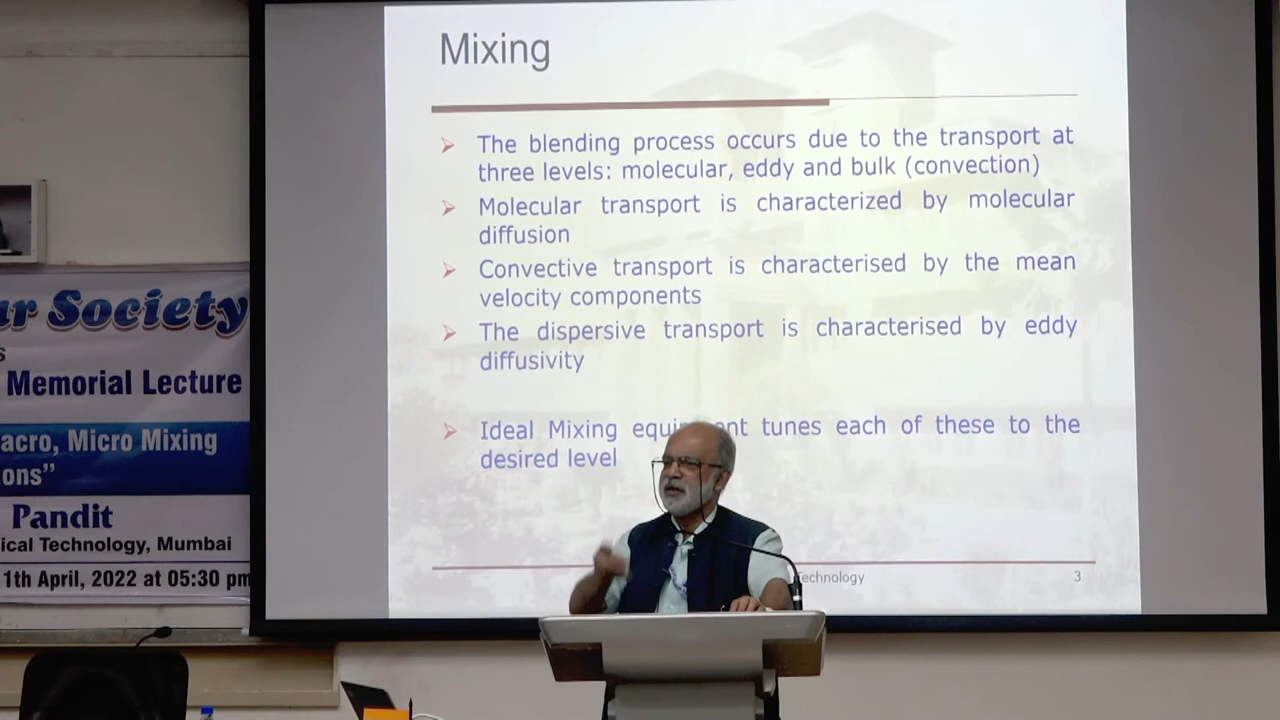 Mixing
The blending process occurs due to the transport at
three levels: molecular, eddy and bulk (convection)
Molecular transport is characterized by molecular
diffusion
Convective transport is characterised by the mean
velocity components
The dispersive transport is characterised by eddy
diffusivity
Ideal Mixing tunes each of these to the
desired level
Technology
3
Society
Memorial Lecture
acro, Micro Mixing
ons”
Pandit
ical Technology, Mumbai
1th April, 2022 at 05:30 pm